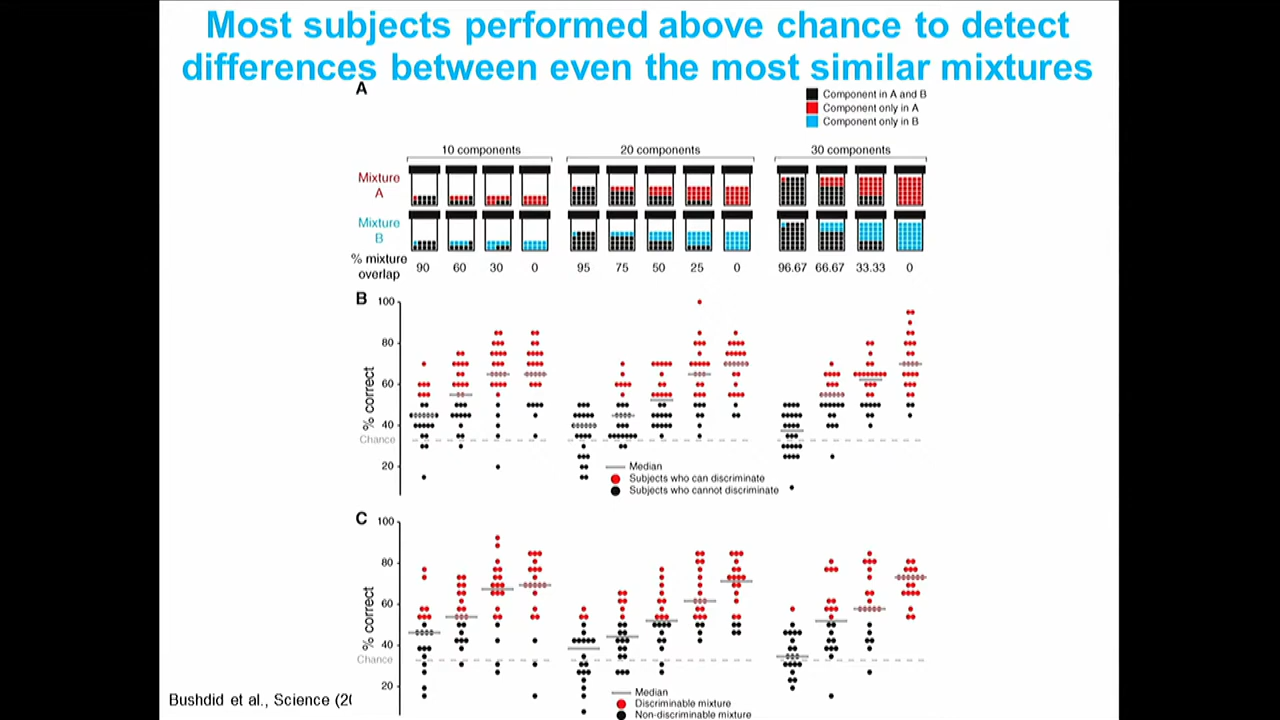 Most subjects performed above chance to detect
differences between even the most similar mixtures
A
Component in A and B
Component only in A
Component only in B
10 components 20 components 30 components
Mixture
A
Mixture
B
% mixture
overlap
90 60 30 0 95 75 50 25 0 96.67 66.67 33.33 0
B
100
80
60
40
Chance
20
% correct
Median
Subjects who can discriminate
Subjects who cannot discriminate
C
100
80
60
40
Chance
20
% correct
Median
Discriminable mixture
Non-discriminable mixture
Bushdid et al., Science (20